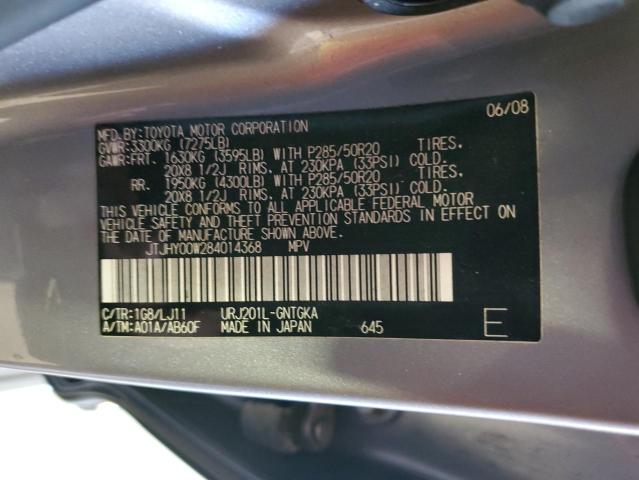 MFD.BY:TOYOTA MOTOR CORPORATION 06/08
GVWR:3300KG (7275LB)
GAWR:FRT. 1630KG (3595LB) WITH P285/50R20 TIRES,
20X8 1/2J RIMS, AT 230KPA (33PSI) COLD.
RR. 1950KG (4300LB) WITH P285/50R20 TIRES,
20X8 1/2J RIMS, AT 230KPA (33PSI) COLD.
THIS VEHICLE CONFORMS TO ALL APPLICABLE FEDERAL MOTOR
VEHICLE SAFETY AND THEFT PREVENTION STANDARDS IN EFFECT ON
THE DATE OF MANUFACTURE SHOWN ABOVE.
JTJHY00W284014368 MPV
C/TR:1G8/LJ11 URJ201L-GNTGKA
A/TM:A01A/AB60F MADE IN JAPAN 645 E